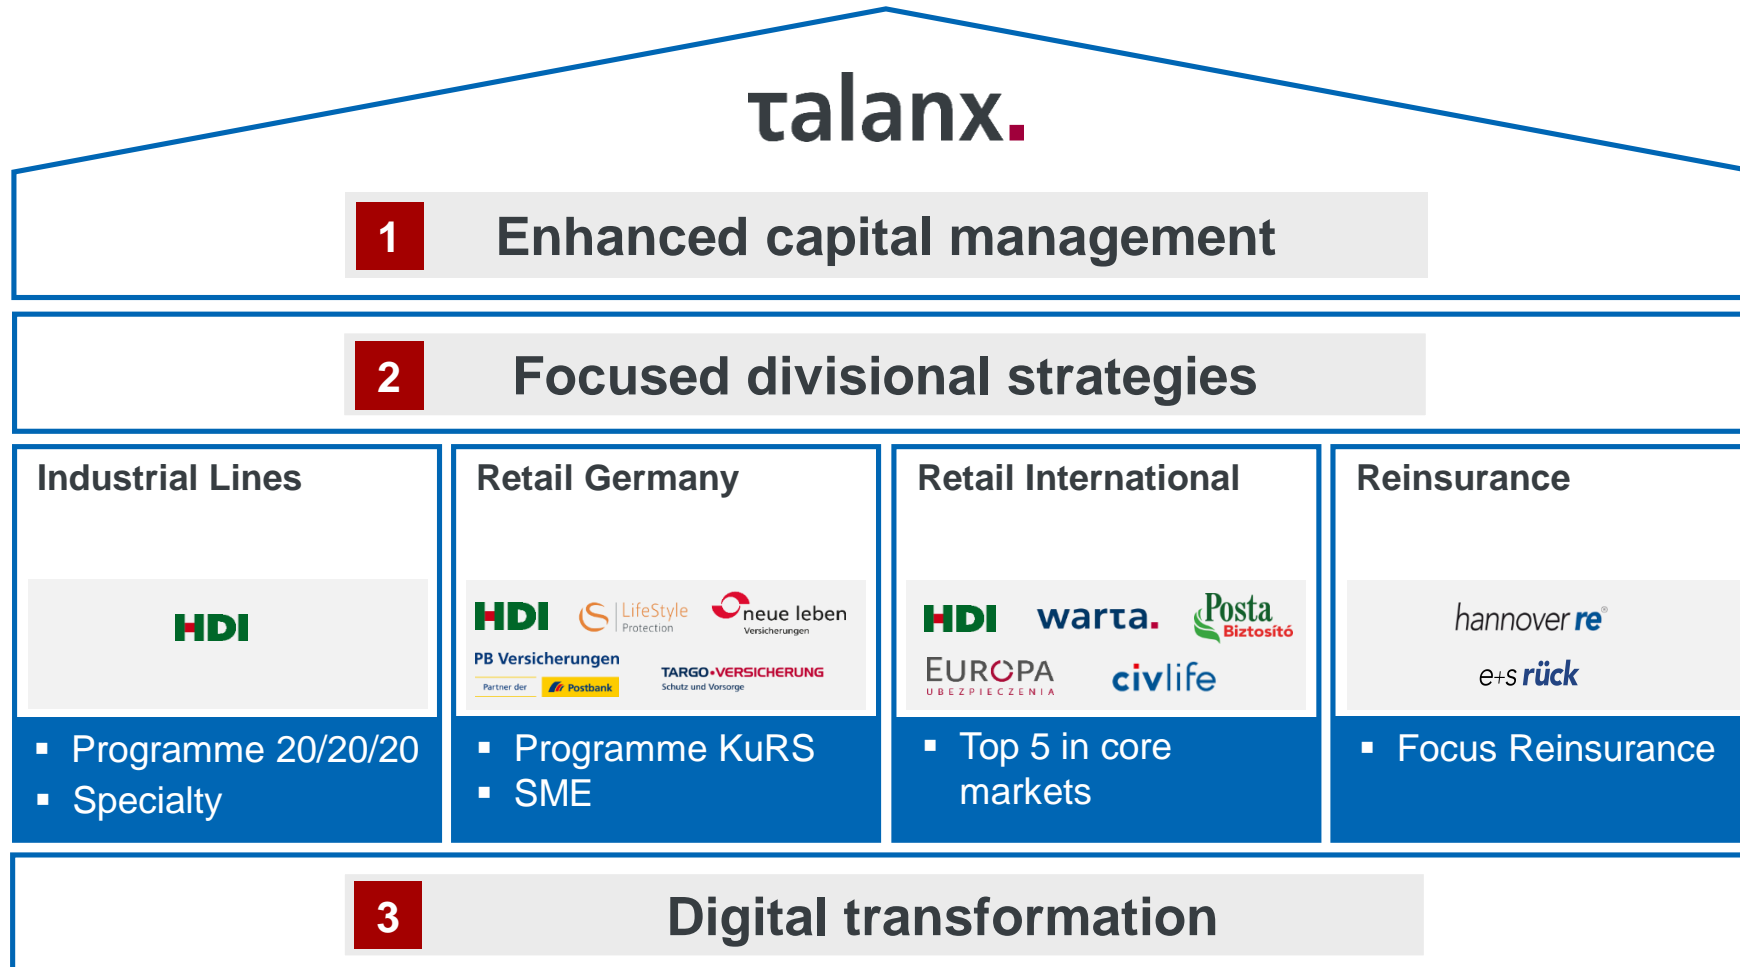 talanx.
1 Enhanced capital management
2 Focused divisional strategies
Industrial Lines
HDI
▪ Programme 20/20/20
▪ Specialty
Retail Germany
HDI
LifeStyle
Protection
neue leben
Versicherungen
PB Versicherungen
Partner der Postbank
TARGO•VERSICHERUNG
Schutz und Vorsorge
▪ Programme KuRS
▪ SME
Retail International
HDI
warta.
Posta
Biztosító
EUROPA
UBEZPIECZENIA
civlife
▪ Top 5 in core
markets
Reinsurance
hannover re®
e+s rück
▪ Focus Reinsurance
3 Digital transformation